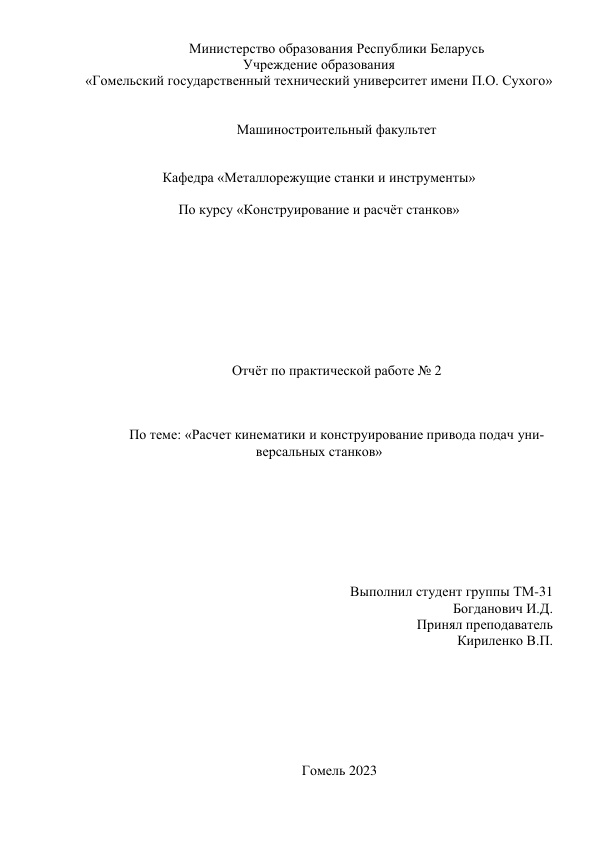 Министерство образования Республики Беларусь
Учреждение образования
«Гомельский государственный технический университет имени П.О. Сухого»
Машиностроительный факультет
Кафедра «Металлорежущие станки и инструменты»
По курсу «Конструирование и расчёт станков»
Отчёт по практической работе № 2
По теме: «Расчет кинематики и конструирование привода подач уни-
версальных станков»
Выполнил студент группы ТМ-31
Богданович И.Д.
Принял преподаватель
Кириленко В.П.
Гомель 2023